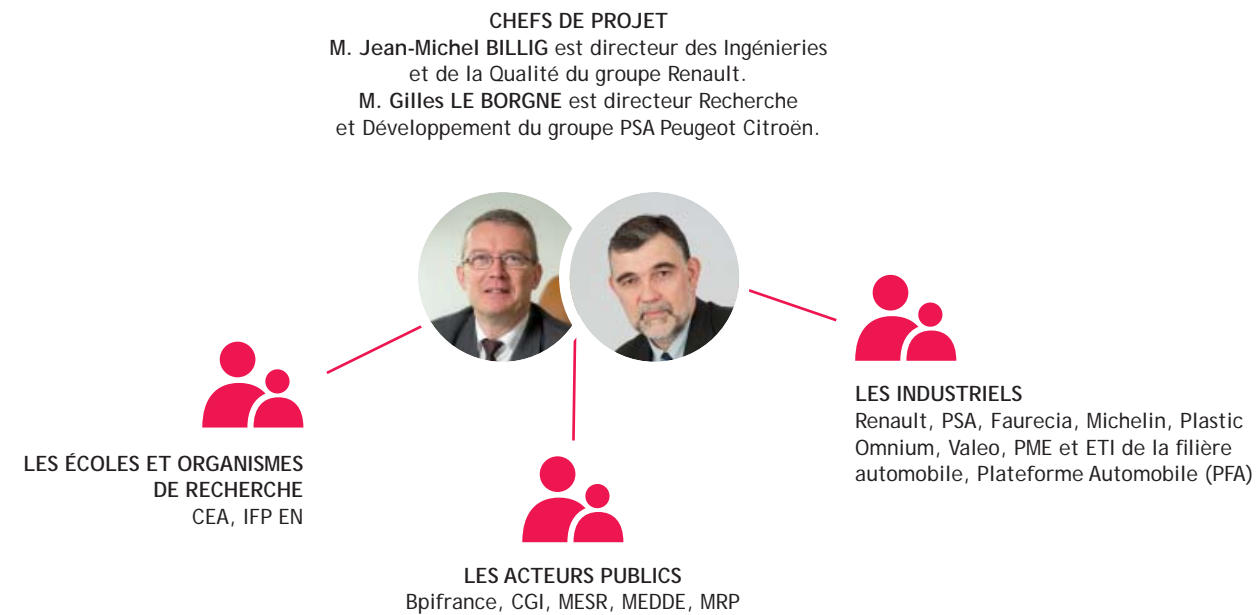 CHEFS DE PROJET
M. Jean-Michel BILLIG est directeur des Ingénieries
et de la Qualité du groupe Renault.
M. Gilles LE BORGNE est directeur Recherche
et Développement du groupe PSA Peugeot Citroën.
LES ÉCOLES ET ORGANISMES
DE RECHERCHE
CEA, IFP EN
LES ACTEURS PUBLICS
Bpifrance, CGI, MESR, MEDDE, MRP
LES INDUSTRIELS
Renault, PSA, Faurecia, Michelin, Plastic
Omnium, Valeo, PME et ETI de la filière
automobile, Plateforme Automobile (PFA)